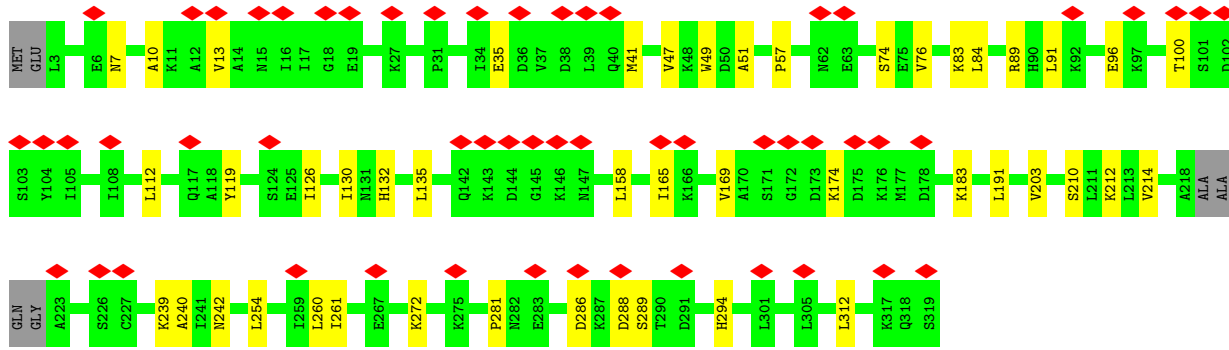 MET GLU L3 E6 N7 A10 K11 A12 V13 A14 N15 I16 I17 G18 E19 K27 P31 I34 E35 D36 V37 D38 L39 Q40 M41 V47 K48 W49 D50 A51 P57 N62 E63 S74 E75 V76 K83 L84 R89 H90 L91 K92 E96 K97 T100 S101 D102
S103 Y104 I105 I108 L112 Q117 A118 Y119 S124 E125 I126 I130 N131 H132 L135 Q142 K143 D144 G145 K146 N147 L158 I165 K166 V169 A170 S171 G172 D173 K174 D175 K176 M177 D178 K183 L191 V203 S210 L211 K212 L213 V214 A218 ALA ALA
GLN GLY A223 S226 C227 K239 A240 I241 N242 L254 I259 L260 I261 E267 K272 K275 P281 N282 E283 D286 K287 D288 S289 T290 D291 H294 L301 L305 L312 K317 Q318 S319